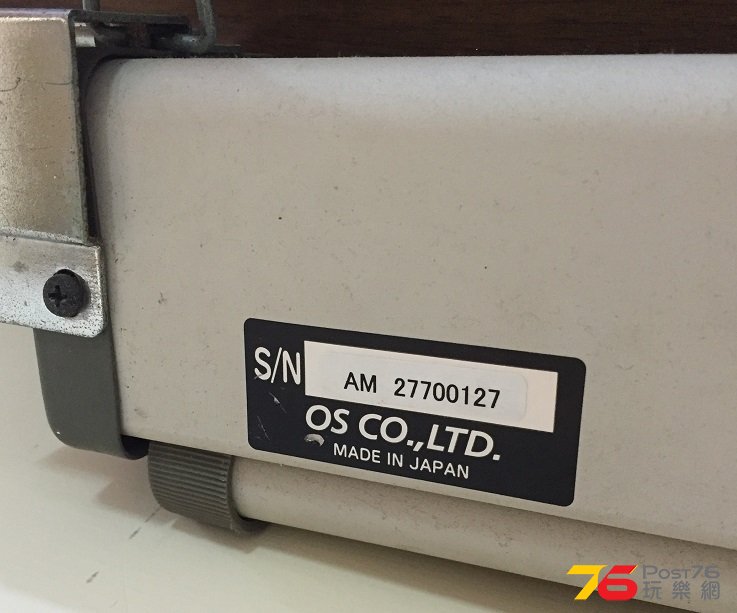 S/N AM 27700127
OS CO.,LTD.
MADE IN JAPAN
76 POST76
玩樂網